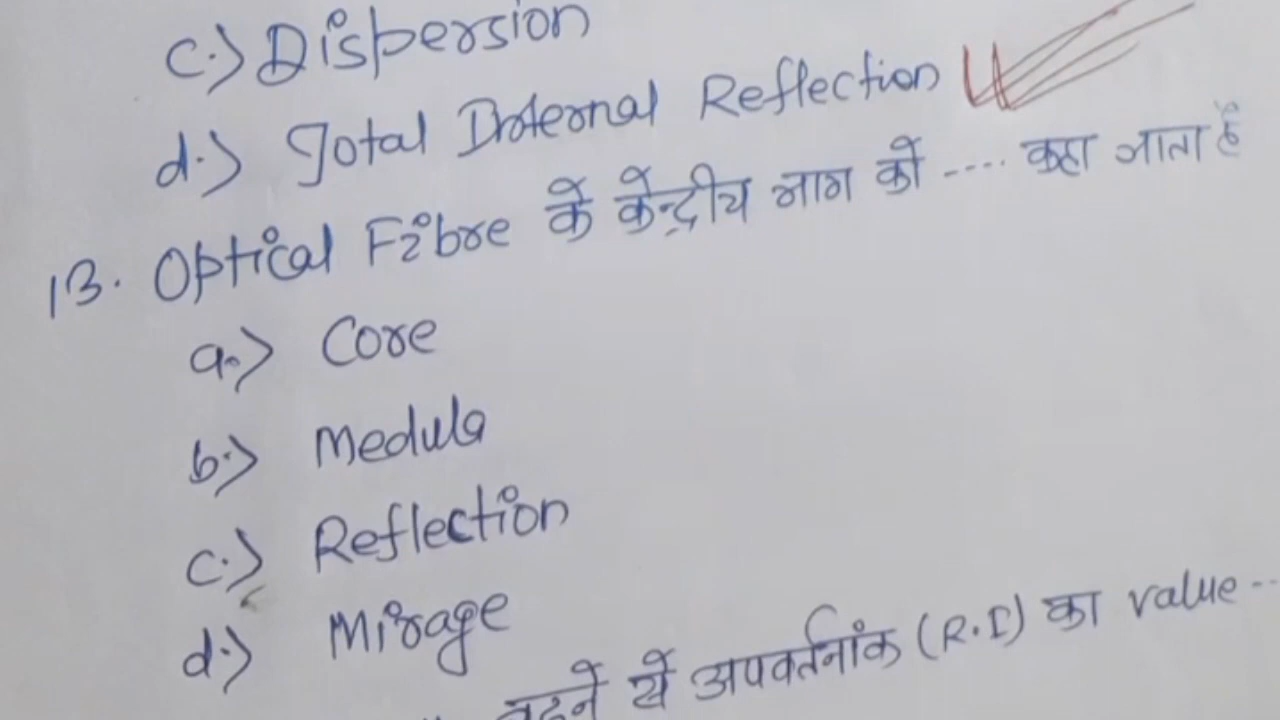 c.) Dispersion
d.) Total Internal Reflection
13. Optical Fibre के केन्द्रीय भाग को .... कहा जाता है
a.) Core
b.) Medula
c.) Reflection
d.) Mirage
बढ़ने से अपवर्तनांक (R.I) का value --